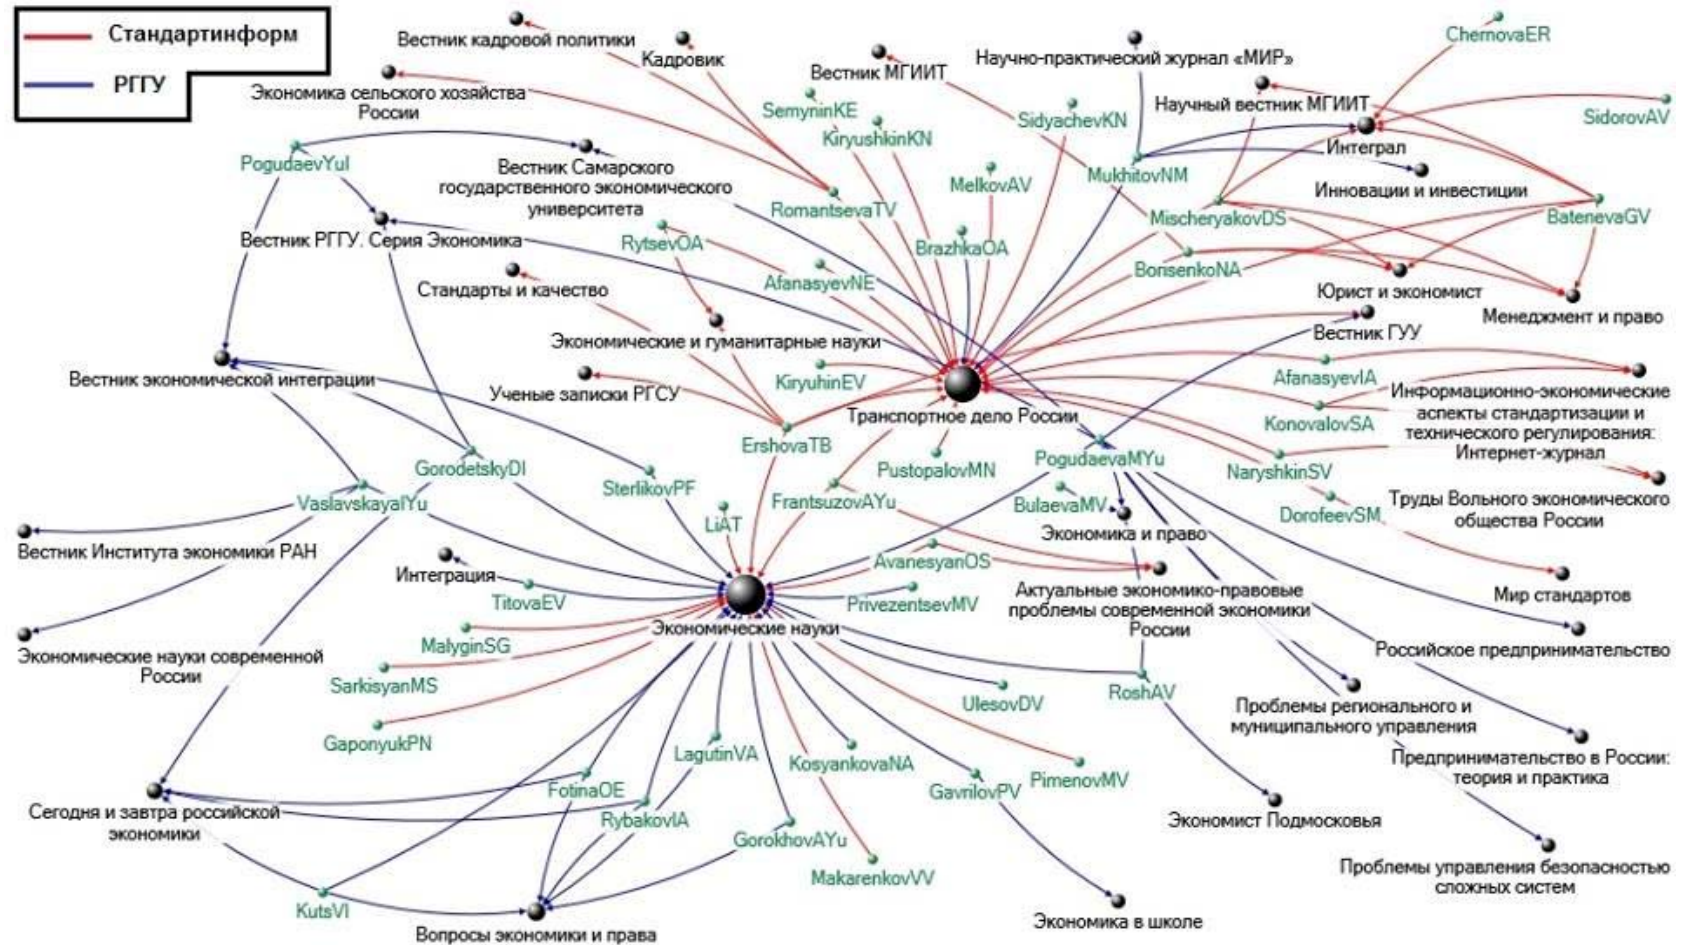 Стандартинформ
РГГУ
Вестник кадровой политики
Кадровик
Вестник МГИИТ
Научно-практический журнал «МИР»
ChernovaER
Экономика сельского хозяйства
России
SemyninKE
KiryushkinKN
SidyachevKN
Научный вестник МГИИТ
SidorovAV
Интеграл
PogudaevYuI
Вестник Самарского
государственного экономического
университета
MelkovAV
MukhitovNM
Инновации и инвестиции
RomantsevaTV
MischeryakovDS
BatenevaGV
Вестник РГГУ. Серия Экономика
RytsevOA
BrazhkaOA
BorisenkoNA
AfanasyevNE
Стандарты и качество
Юрист и экономист
Менеджмент и право
Экономические и гуманитарные науки
Вестник ГУУ
Вестник экономической интеграции
Ученые записки РГСУ
KiryuhinEV
AfanasyevIA
Информационно-экономические
аспекты стандартизации и
технического регулирования:
Интернет-журнал
Транспортное дело России
KonovalovSA
ErshovaTB
GorodetskyDI
PustopalovMN
PogudaevaMYu
NaryshkinSV
SterlikovPF
VaslavskayaIYu
FrantsuzovAYu
BulaevaMV
Труды Вольного экономического
общества России
DorofeevSM
LiAT
Экономика и право
Вестник Института экономики РАН
Интеграция
AvanesyanOS
TitovaEV
PrivezentsevMV
Актуальные экономико-правовые
проблемы современной экономики
России
Мир стандартов
Экономические науки
MalyginSG
Экономические науки современной
России
SarkisyanMS
Российское предпринимательство
UlesovDV
RoshAV
Проблемы регионального и
муниципального управления
GaponyukPN
LagutinVA
KosyankovaNA
PimenovMV
Предпринимательство в России:
теория и практика
FotinaOE
GavrilovPV
Сегодня и завтра российской
экономики
RybakovIA
Экономист Подмосковья
GorokhovAYu
MakarenkovVV
Проблемы управления безопасностью
сложных систем
KutsVI
Экономика в школе
Вопросы экономики и права